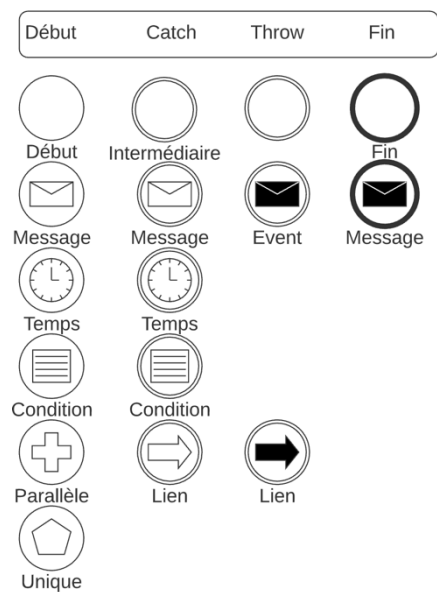 Début Catch Throw Fin
Début Intermédiaire Fin
Message Message Event Message
Temps Temps
Condition Condition
Parallèle Lien Lien
Unique